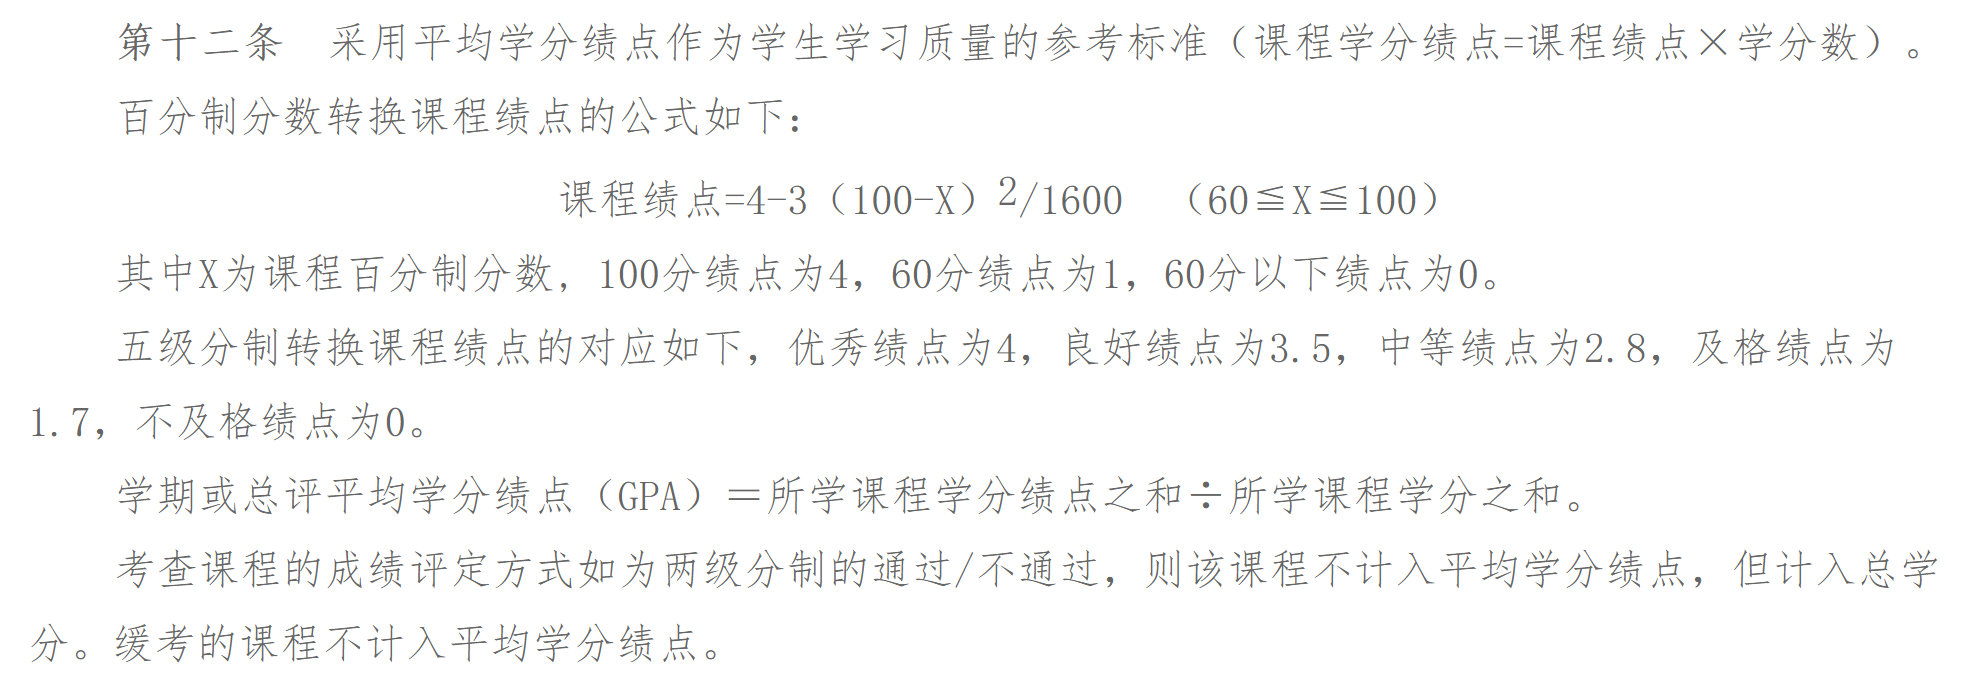 第十二条　采用平均学分绩点作为学生学习质量的参考标准（课程学分绩点=课程绩点×学分数）。
百分制分数转换课程绩点的公式如下：
课程绩点=4-3（100-X）2/1600　（60≦X≦100）
其中X为课程百分制分数，100分绩点为4，60分绩点为1，60分以下绩点为0。
五级分制转换课程绩点的对应如下，优秀绩点为4，良好绩点为3.5，中等绩点为2.8，及格绩点为
1.7，不及格绩点为0。
学期或总评平均学分绩点（GPA）＝所学课程学分绩点之和÷所学课程学分之和。
考查课程的成绩评定方式如为两级分制的通过/不通过，则该课程不计入平均学分绩点，但计入总学
分。缓考的课程不计入平均学分绩点。